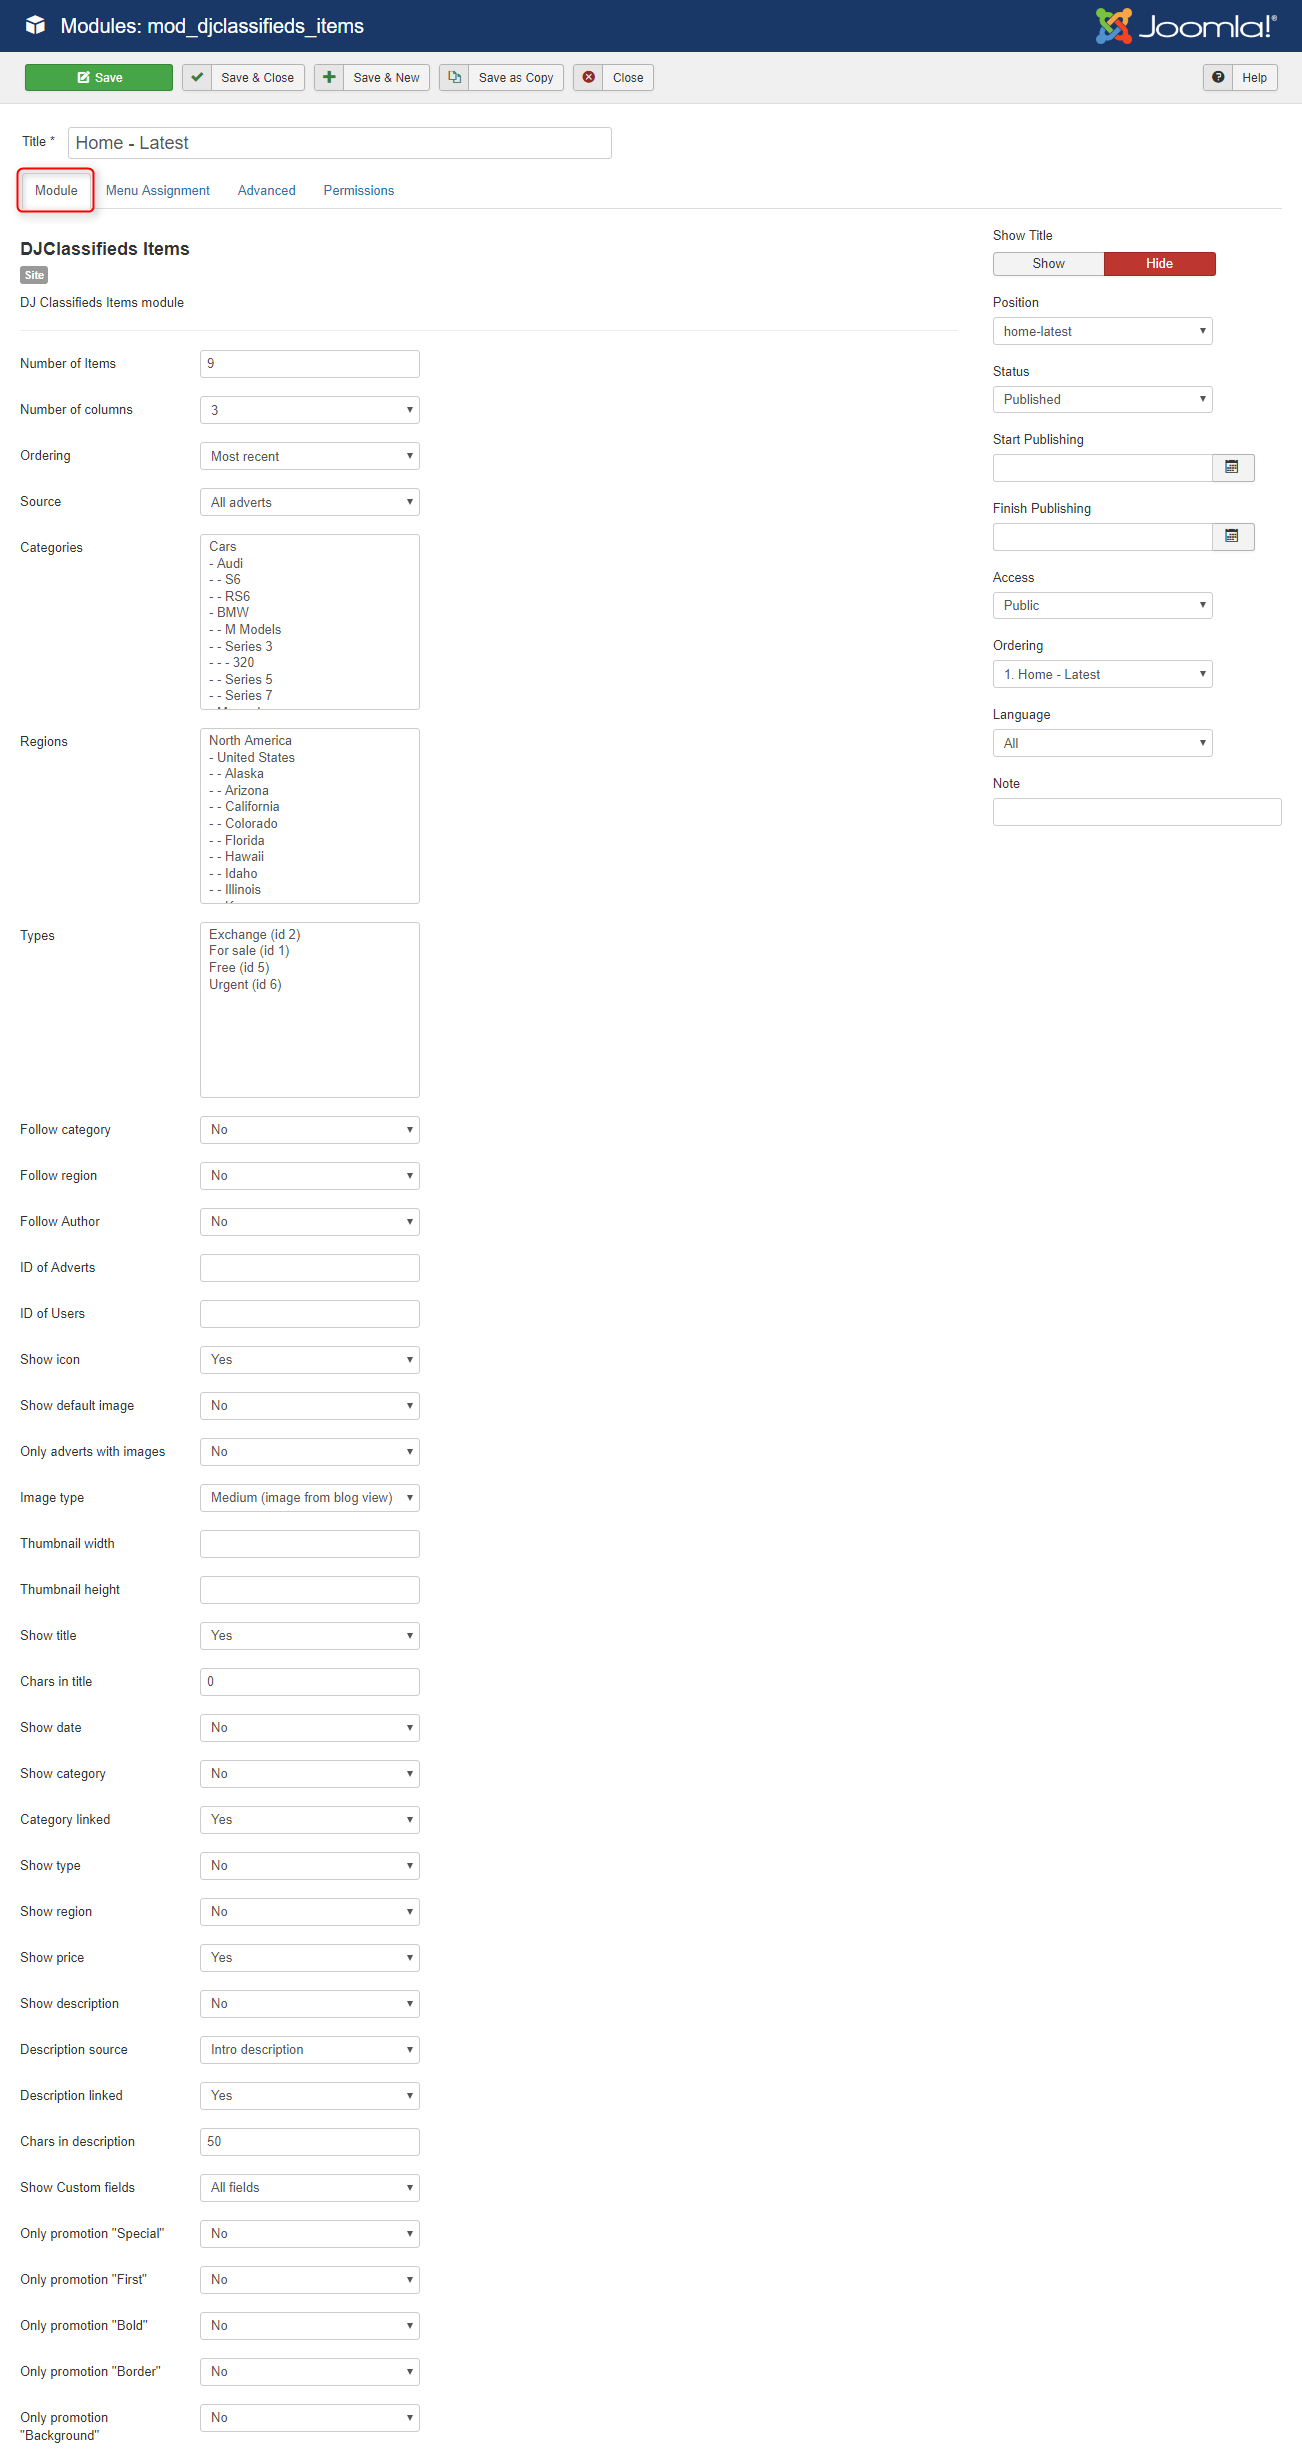 Modules: mod_djclassifieds_items
Joomla!®
Save
Save & Close
Save & New
Save as Copy
Close
Help
Title *
Home - Latest
Module
Menu Assignment
Advanced
Permissions
DJClassifieds Items
Site
DJ Classifieds Items module
Number of Items
9
Number of columns
3
Ordering
Most recent
Source
All adverts
Categories
Cars
- Audi
- - S6
- - RS6
- BMW
- - M Models
- - Series 3
- - - 320
- - Series 5
- - Series 7
Regions
North America
- United States
- - Alaska
- - Arizona
- - California
- - Colorado
- - Florida
- - Hawaii
- - Idaho
- - Illinois
Types
Exchange (id 2)
For sale (id 1)
Free (id 5)
Urgent (id 6)
Follow category
No
Follow region
No
Follow Author
No
ID of Adverts
ID of Users
Show icon
Yes
Show default image
No
Only adverts with images
No
Image type
Medium (image from blog view)
Thumbnail width
Thumbnail height
Show title
Yes
Chars in title
0
Show date
No
Show category
No
Category linked
Yes
Show type
No
Show region
No
Show price
Yes
Show description
No
Description source
Intro description
Description linked
Yes
Chars in description
50
Show Custom fields
All fields
Only promotion "Special"
No
Only promotion "First"
No
Only promotion "Bold"
No
Only promotion "Border"
No
Only promotion
"Background"
No
Show Title
Show
Hide
Position
home-latest
Status
Published
Start Publishing
Finish Publishing
Access
Public
Ordering
1. Home - Latest
Language
All
Note